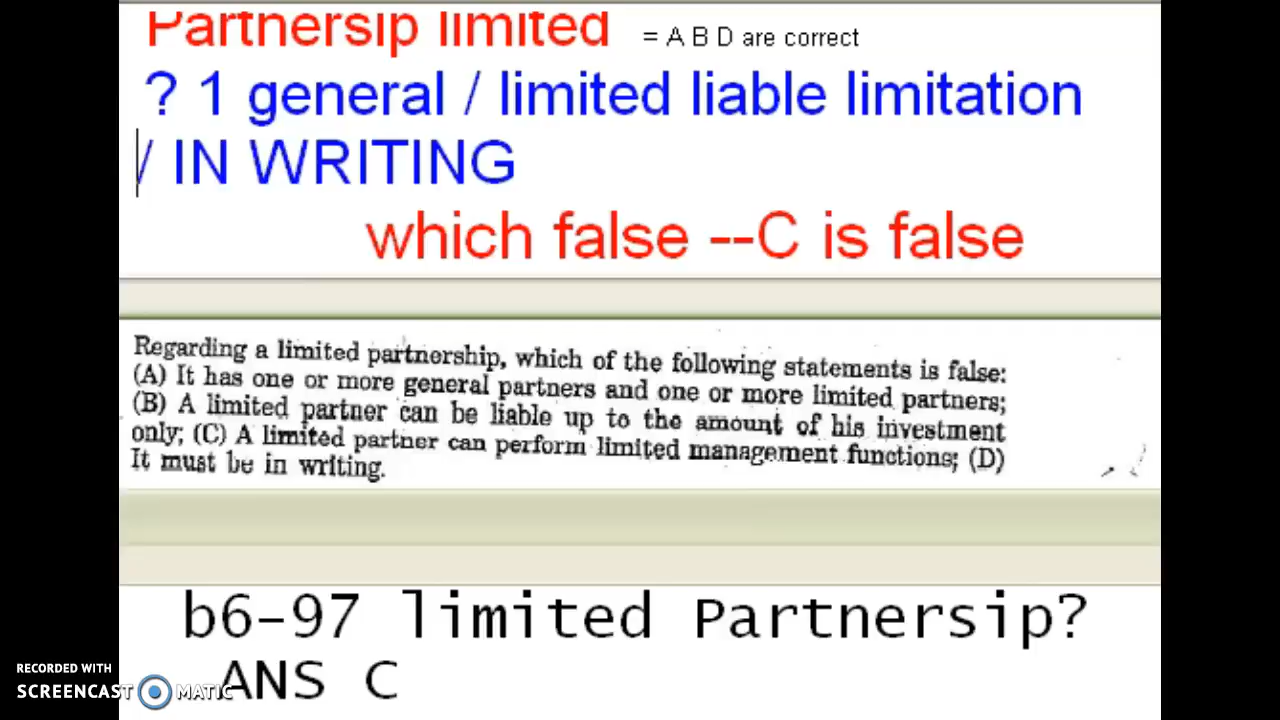 Partnersip limited = A B D are correct
? 1 general / limited liable limitation
/ IN WRITING
which false --C is false
Regarding a limited partnership, which of the following statements is false:
(A) It has one or more general partners and one or more limited partners;
(B) A limited partner can be liable up to the amount of his investment
only; (C) A limited partner can perform limited management functions; (D)
It must be in writing.
b6-97 limited Partnersip?
ANS C
RECORDED WITH
SCREENCAST MATIC